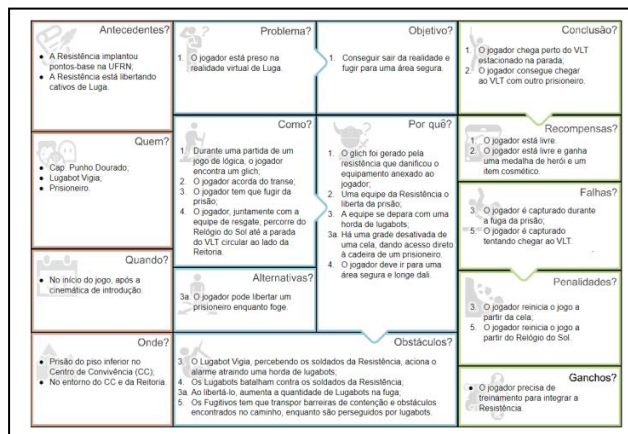 Antecedentes?
● A Resistência implantou
pontos-base na UFRN;
● A Resistência está libertando
cativos de Luga.
Quem?
● Cap. Punho Dourado;
● Lugabot Vigia;
● Prisioneiro.
Quando?
● No início do jogo, após a
cinemática de introdução.
Onde?
● Prisão do piso inferior no
Centro de Convivência (CC);
● No entorno do CC e da Reitoria.
Problema?
1. O jogador está preso na
realidade virtual de Luga.
Como?
1. Durante uma partida de um
jogo de lógica, o jogador
encontra um glich;
2. O jogador acorda do transe;
3. O jogador tem que fugir da
prisão;
4. O jogador, juntamente com a
equipe de resgate, percorre do
Relógio do Sol até a parada
do VLT circular ao lado da
Reitoria.
Alternativas?
3a. O jogador pode libertar um
prisioneiro enquanto foge.
Objetivo?
1. Conseguir sair da realidade e
fugir para uma área segura.
Por quê?
1. O glich foi gerado pela
resistência que danificou o
equipamento anexado ao
jogador;
2. Uma equipe da Resistência o
liberta da prisão;
3. A equipe se depara com uma
horda de lugabots;
3a. Há uma grade desativada de
uma cela, dando acesso direto
à cadeira de um prisioneiro.
4. O jogador deve ir para uma
área segura e longe dali.
Obstáculos?
3. O Lugabot Vigia, percebendo os soldados da Resistência, aciona o
alarme atraindo uma horda de lugabots;
4. Os Lugabots batalham contra os soldados da Resistência;
3a. Ao libertá-lo, aumenta a quantidade de Lugabots na fuga;
5. Os Fugitivos tem que transpor barreiras de contenção e obstáculos
encontrados no caminho, enquanto são perseguidos por lugabots.
Conclusão?
1. O jogador chega perto do VLT
estacionado na parada;
2. O jogador consegue chegar
ao VLT com outro prisioneiro.
Recompensas?
1. O jogador está livre.
2. O jogador está livre e ganha
uma medalha de herói e um
item cosmético.
Falhas?
3. O jogador é capturado durante
a fuga da prisão;
5. O jogador é capturado
tentando chegar ao VLT.
Penalidades?
3. O jogador reinicia o jogo a
partir da cela;
5. O jogador reinicia o jogo a
partir do Relógio do Sol.
Ganchos?
● O jogador precisa de
treinamento para integrar a
Resistência.